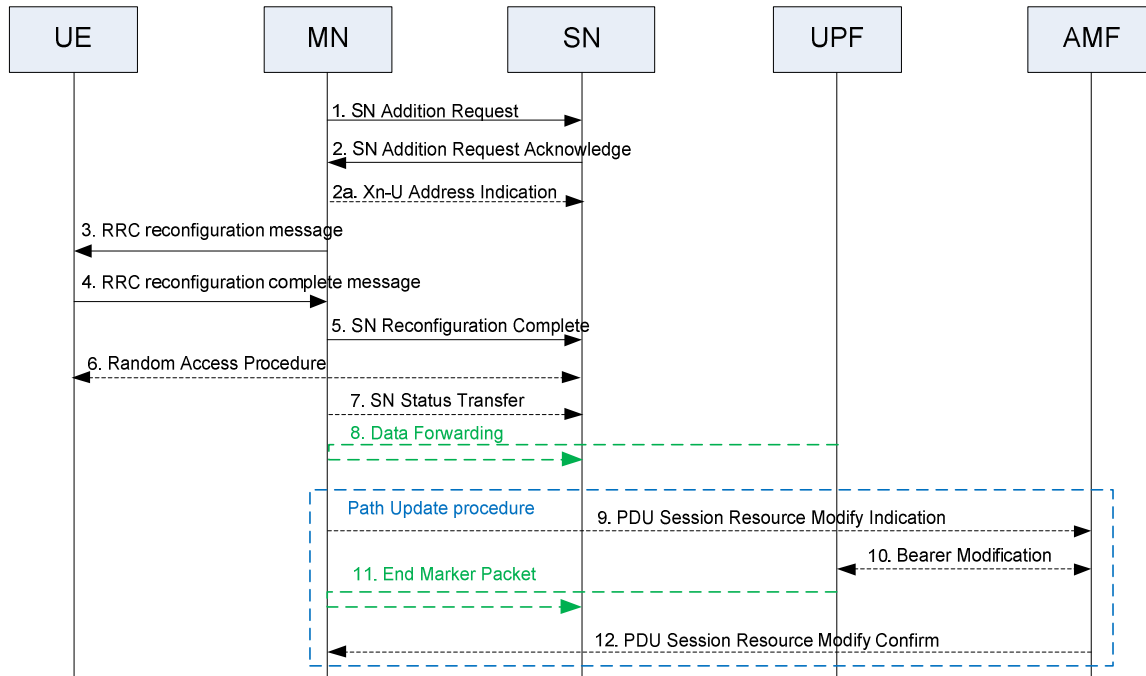 UE
MN
SN
UPF
AMF
1. SN Addition Request
2. SN Addition Request Acknowledge
2a. Xn-U Address Indication
3. RRC reconfiguration message
4. RRC reconfiguration complete message
5. SN Reconfiguration Complete
6. Random Access Procedure
7. SN Status Transfer
8. Data Forwarding
Path Update procedure
9. PDU Session Resource Modify Indication
10. Bearer Modification
11. End Marker Packet
12. PDU Session Resource Modify Confirm